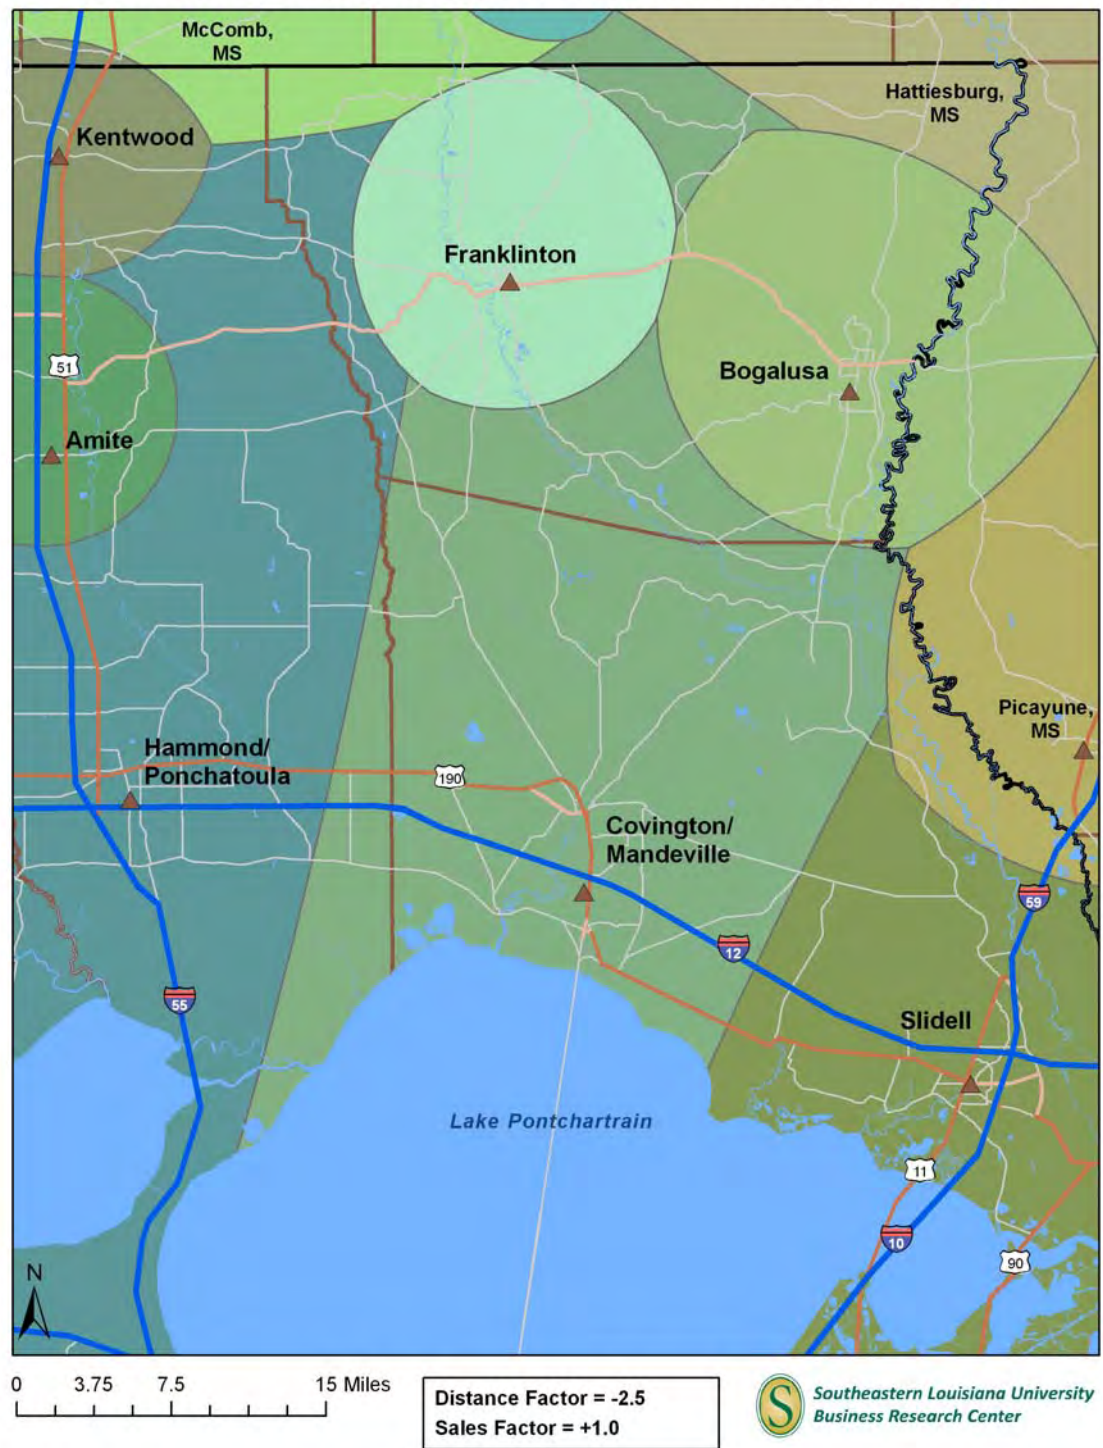 McComb,
MS
Hattiesburg,
MS
Kentwood
Franklinton
51
Bogalusa
Amite
Picayune,
MS
Hammond/
Ponchatoula
190
Covington/
Mandeville
59
12
55
Slidell
Lake Pontchartrain
11
10
90
N
0 3.75 7.5 15 Miles
Distance Factor = -2.5
Sales Factor = +1.0
S
Southeastern Louisiana University
Business Research Center